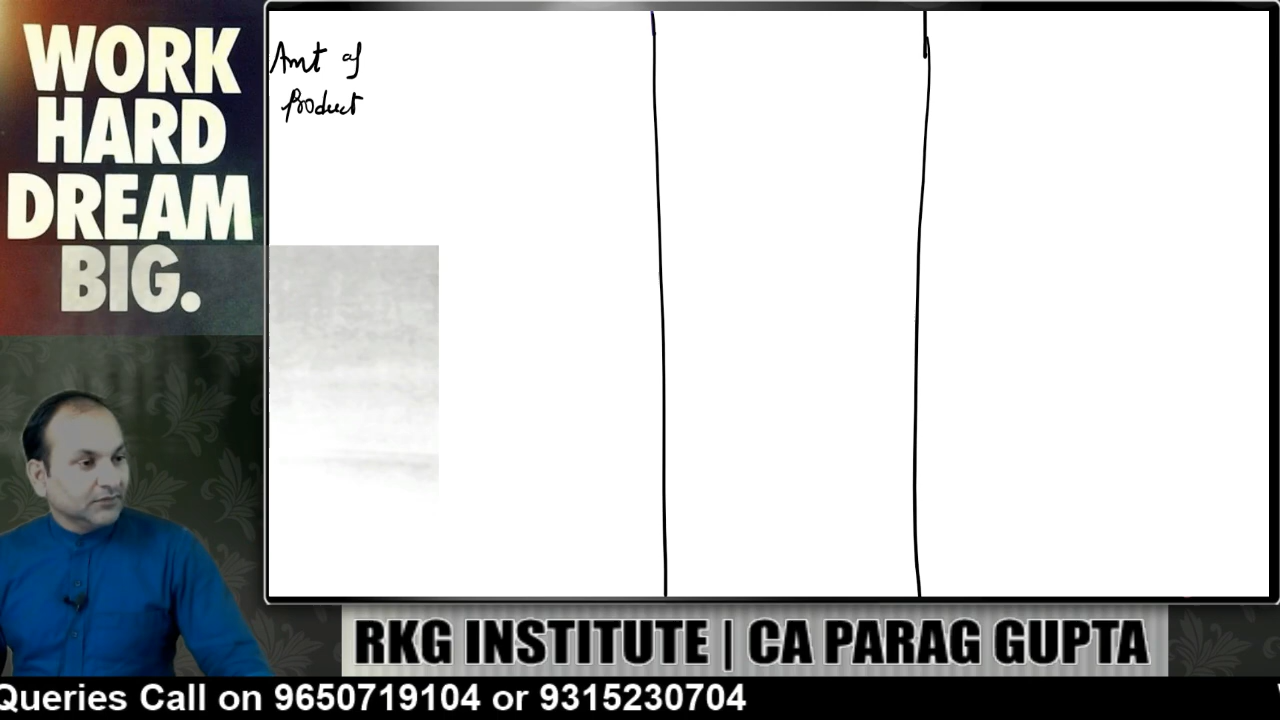 WORK
HARD
DREAM
BIG.
Amt of
Product
RKG INSTITUTE | CA PARAG GUPTA
Queries Call on 9650719104 or 9315230704